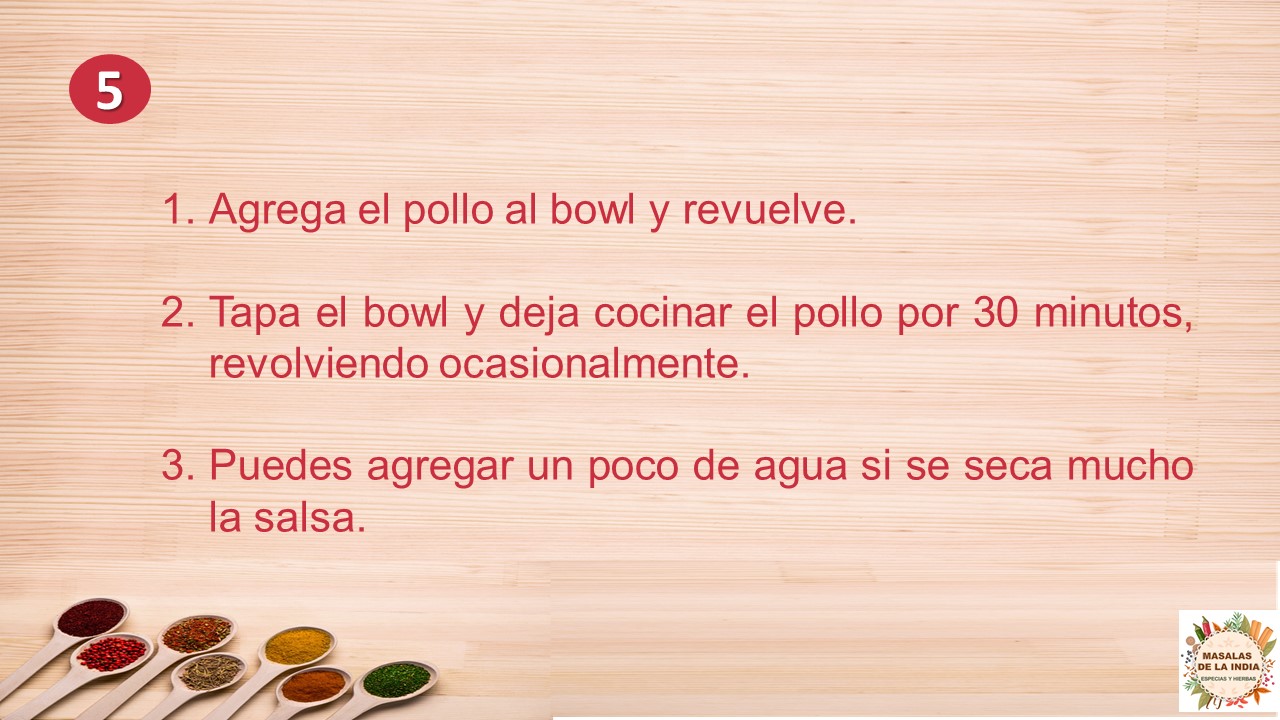 5
1. Agrega el pollo al bowl y revuelve.
2. Tapa el bowl y deja cocinar el pollo por 30 minutos,
revolviendo ocasionalmente.
3. Puedes agregar un poco de agua si se seca mucho
la salsa.
MASALAS
DE LA INDIA
ESPECIAS Y HIERBAS